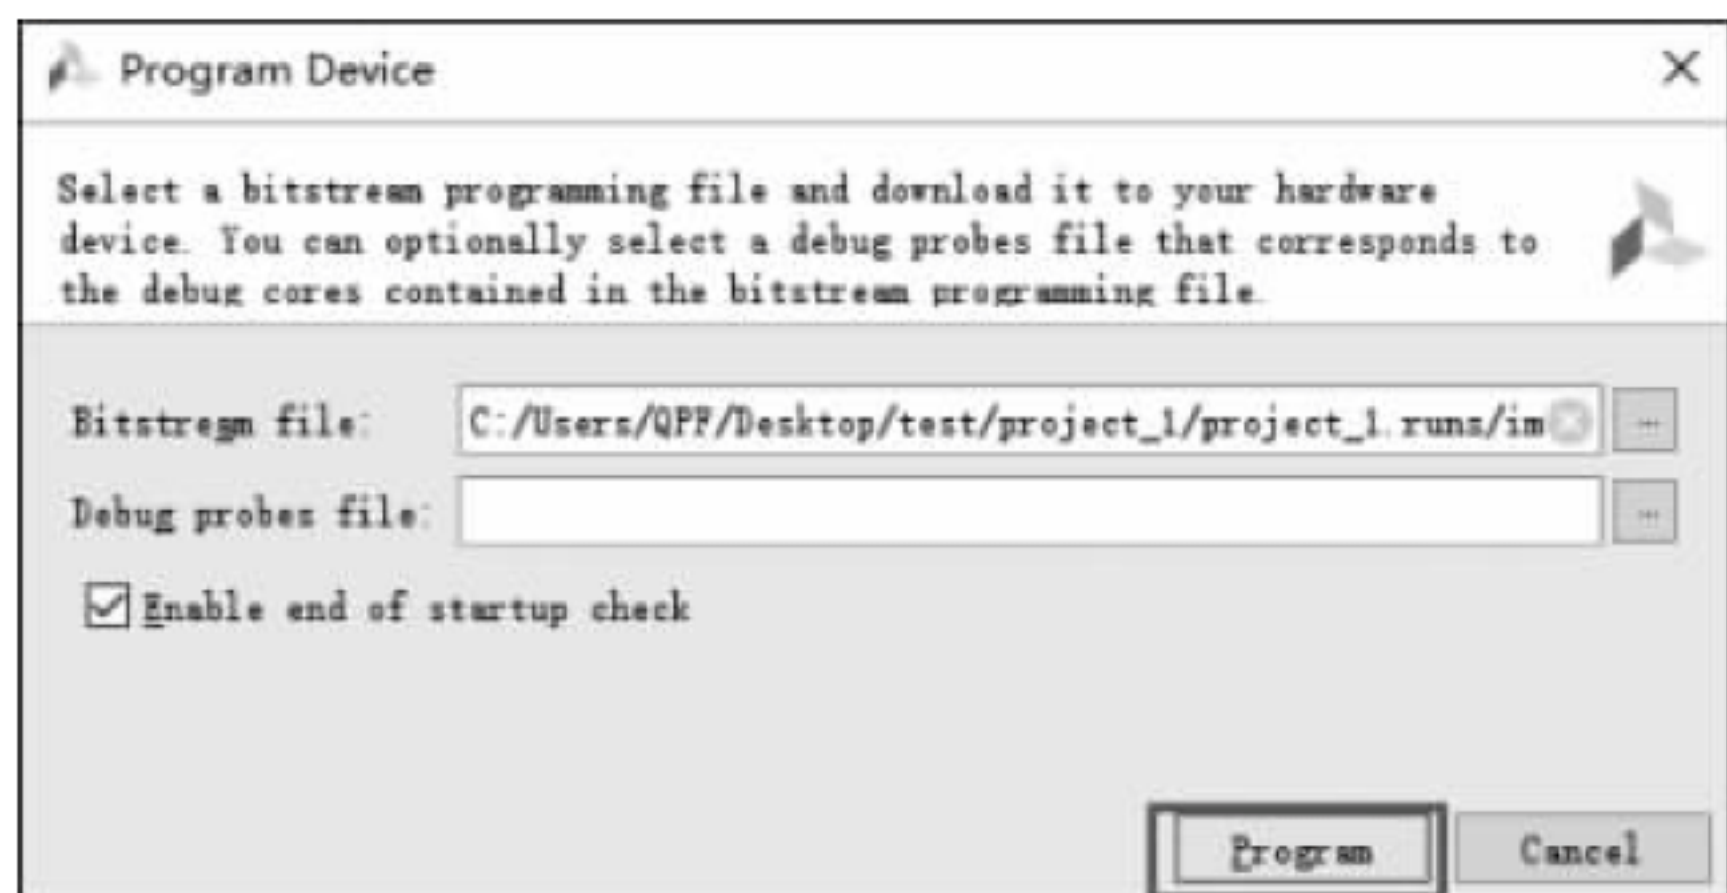 Program Device
Select a bitstream programming file and download it to your hardware
device. You can optionally select a debug probes file that corresponds to
the debug cores contained in the bitstream programming file.
Bitstream file: C:/Users/QFF/Desktop/test/project_1/project_1.runs/im ...
Debug probes file: ...
Enable end of startup check
Program Cancel